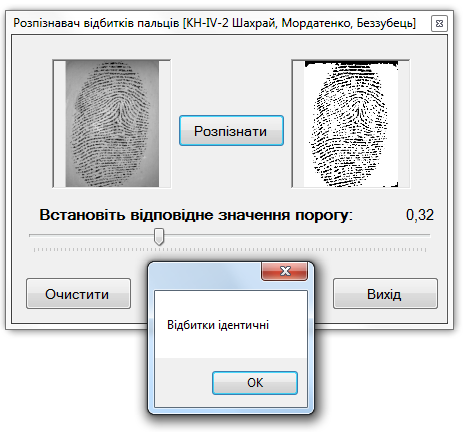 Розпізнавач відбитків пальців [КН-IV-2 Шахрай, Мордатенко, Беззубець]
Розпізнати
Встановіть відповідне значення порогу: 0,32
Очистити
Вихід
Відбитки ідентичні
OK